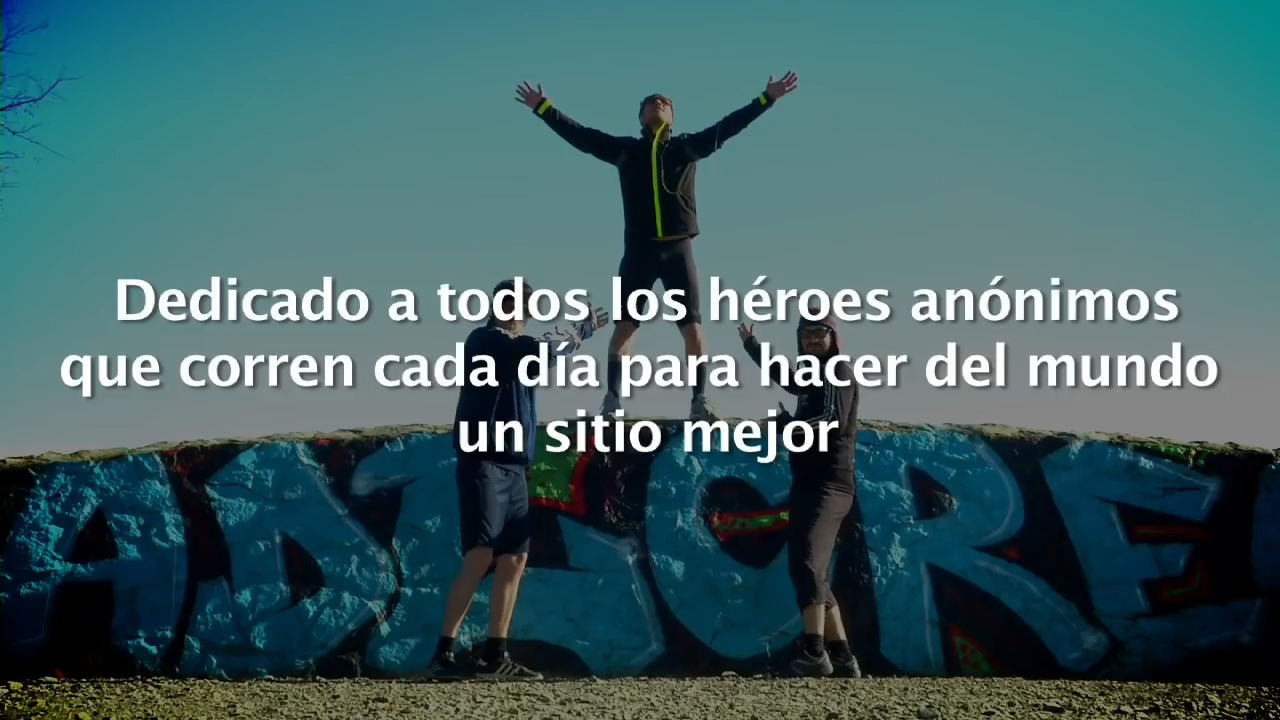 Dedicado a todos los héroes anónimos
que corren cada día para hacer del mundo
un sitio mejor